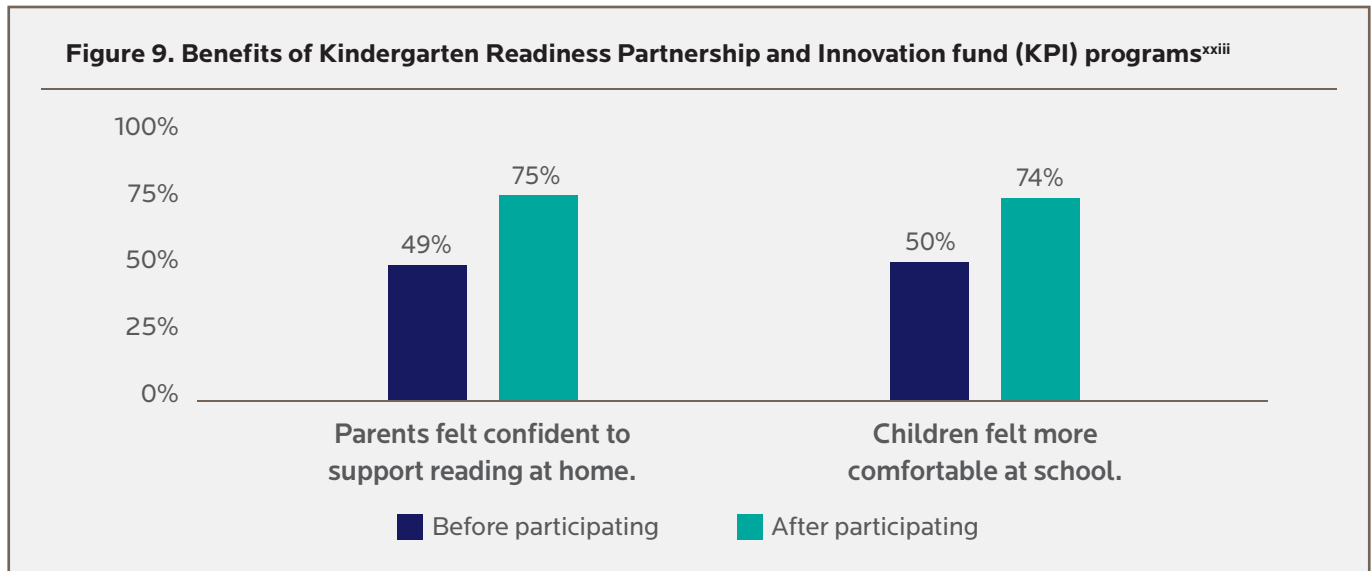 Figure 9. Benefits of Kindergarten Readiness Partnership and Innovation fund (KPI) programsxxiii
100%
75%
50%
25%
0%
49%
75%
50%
74%
Parents felt confident to
support reading at home.
Children felt more
comfortable at school.
Before participating
After participating